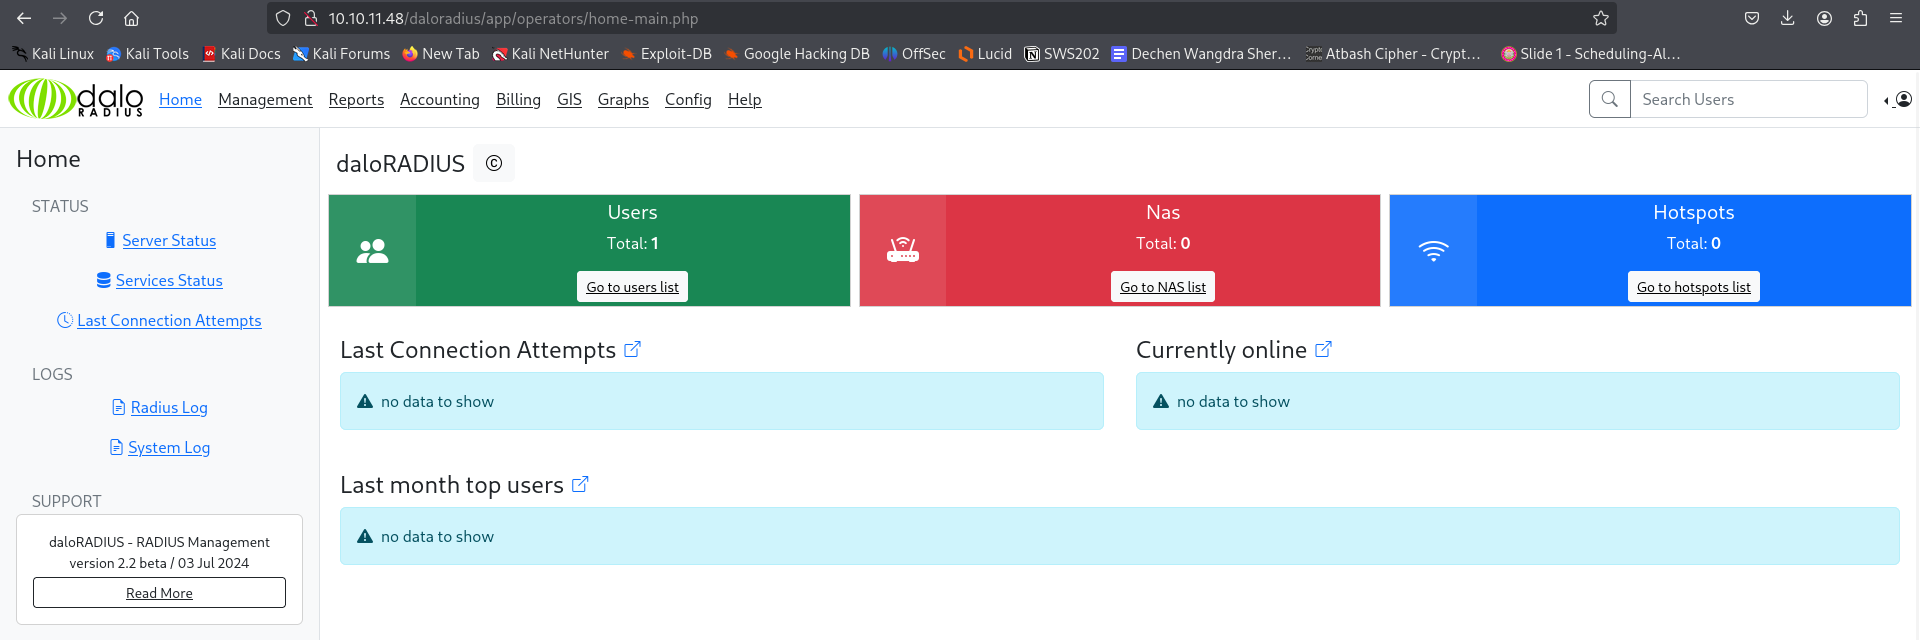 10.10.11.48/daloradius/app/operators/home-main.php
Kali Linux Kali Tools Kali Docs Kali Forums New Tab Kali NetHunter Exploit-DB Google Hacking DB OffSec Lucid SWS202 Dechen Wangdra Sher… Atbash Cipher - Crypt… Slide 1 - Scheduling-Al…
dalo RADIUS Home Management Reports Accounting Billing GIS Graphs Config Help Search Users
Home
STATUS
Server Status
Services Status
Last Connection Attempts
LOGS
Radius Log
System Log
SUPPORT
daloRADIUS - RADIUS Management
version 2.2 beta / 03 Jul 2024
Read More
daloRADIUS ©
Users
Total: 1
Go to users list
Nas
Total: 0
Go to NAS list
Hotspots
Total: 0
Go to hotspots list
Last Connection Attempts
no data to show
Currently online
no data to show
Last month top users
no data to show